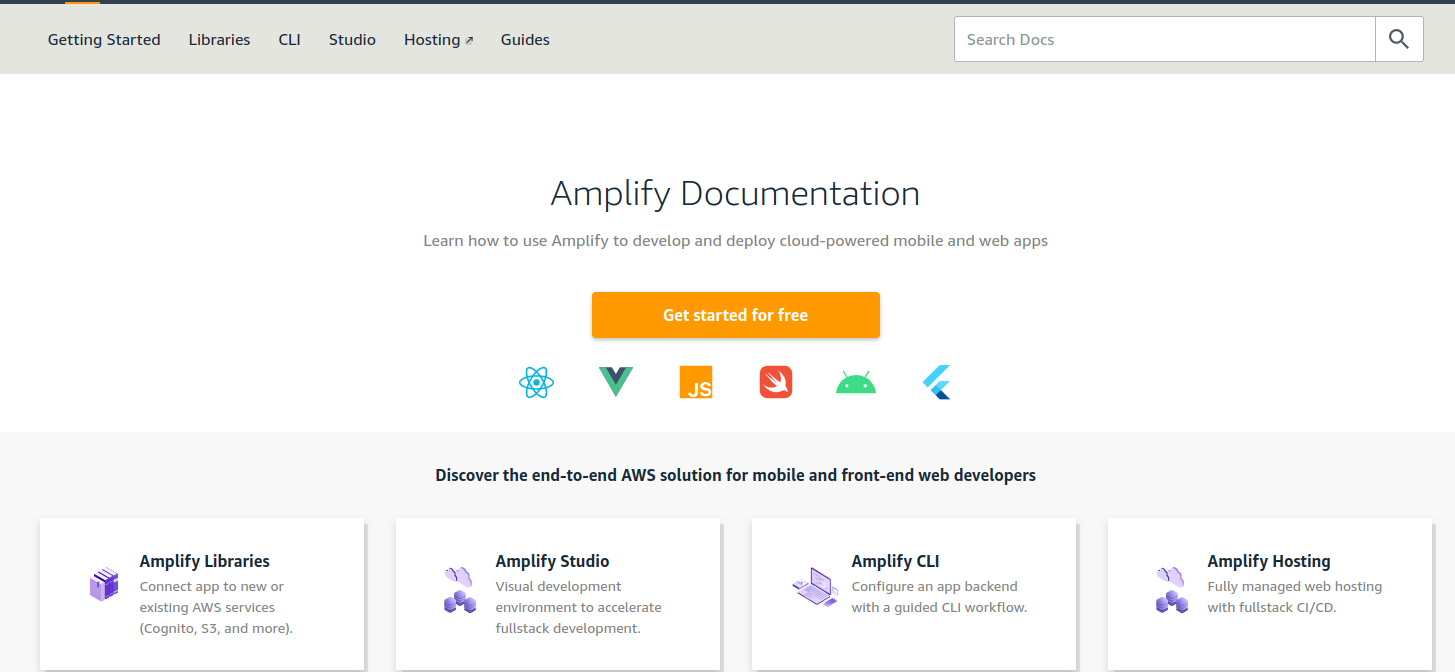 Getting Started Libraries CLI Studio Hosting Guides Search Docs
Amplify Documentation
Learn how to use Amplify to develop and deploy cloud-powered mobile and web apps
Get started for free
JS
Discover the end-to-end AWS solution for mobile and front-end web developers
Amplify Libraries
Connect app to new or
existing AWS services
(Cognito, S3, and more).
Amplify Studio
Visual development
environment to accelerate
fullstack development.
Amplify CLI
Configure an app backend
with a guided CLI workflow.
Amplify Hosting
Fully managed web hosting
with fullstack CI/CD.